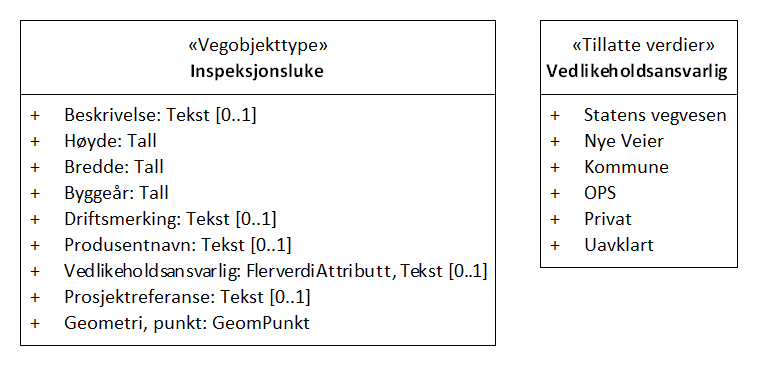 «Vegobjekttype»
Inspeksjonsluke
+ Beskrivelse: Tekst [0..1]
+ Høyde: Tall
+ Bredde: Tall
+ Byggeår: Tall
+ Driftsmerking: Tekst [0..1]
+ Produsentnavn: Tekst [0..1]
+ Vedlikeholdsansvarlig: FlerverdiAttributt, Tekst [0..1]
+ Prosjektreferanse: Tekst [0..1]
+ Geometri, punkt: GeomPunkt
«Tillatte verdier»
Vedlikeholdsansvarlig
+ Statens vegvesen
+ Nye Veier
+ Kommune
+ OPS
+ Privat
+ Uavklart